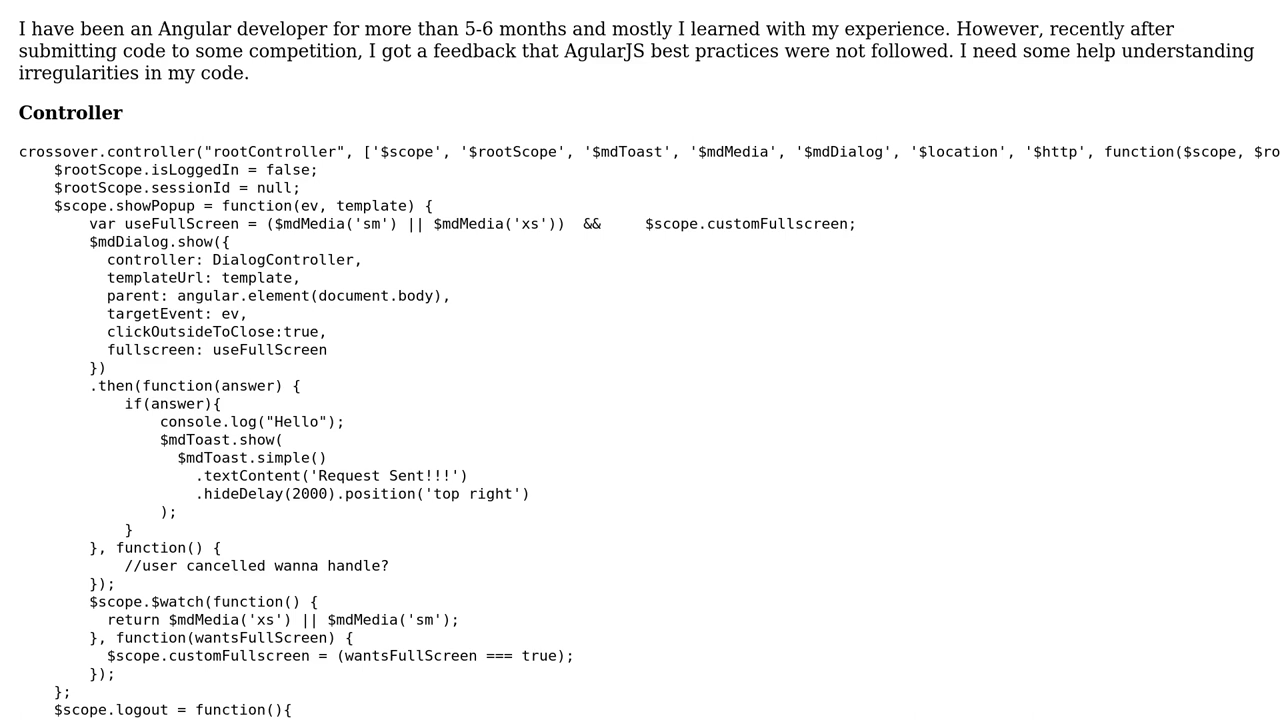 I have been an Angular developer for more than 5-6 months and mostly I learned with my experience. However, recently after
submitting code to some competition, I got a feedback that AgularJS best practices were not followed. I need some help understanding
irregularities in my code.
Controller
crossover.controller("rootController", ['$scope', '$rootScope', '$mdToast', '$mdMedia', '$mdDialog', '$location', '$http', function($scope, $ro
    $rootScope.isLoggedIn = false;
    $rootScope.sessionId = null;
    $scope.showPopup = function(ev, template) {
        var useFullScreen = ($mdMedia('sm') || $mdMedia('xs'))  &&     $scope.customFullscreen;
        $mdDialog.show({
          controller: DialogController,
          templateUrl: template,
          parent: angular.element(document.body),
          targetEvent: ev,
          clickOutsideToClose:true,
          fullscreen: useFullScreen
        })
        .then(function(answer) {
            if(answer){
                console.log("Hello");
                $mdToast.show(
                  $mdToast.simple()
                    .textContent('Request Sent!!!')
                    .hideDelay(2000).position('top right')
                );
            }
        }, function() {
            //user cancelled wanna handle?
        });
        $scope.$watch(function() {
          return $mdMedia('xs') || $mdMedia('sm');
        }, function(wantsFullScreen) {
          $scope.customFullscreen = (wantsFullScreen === true);
        });
    };
    $scope.logout = function(){